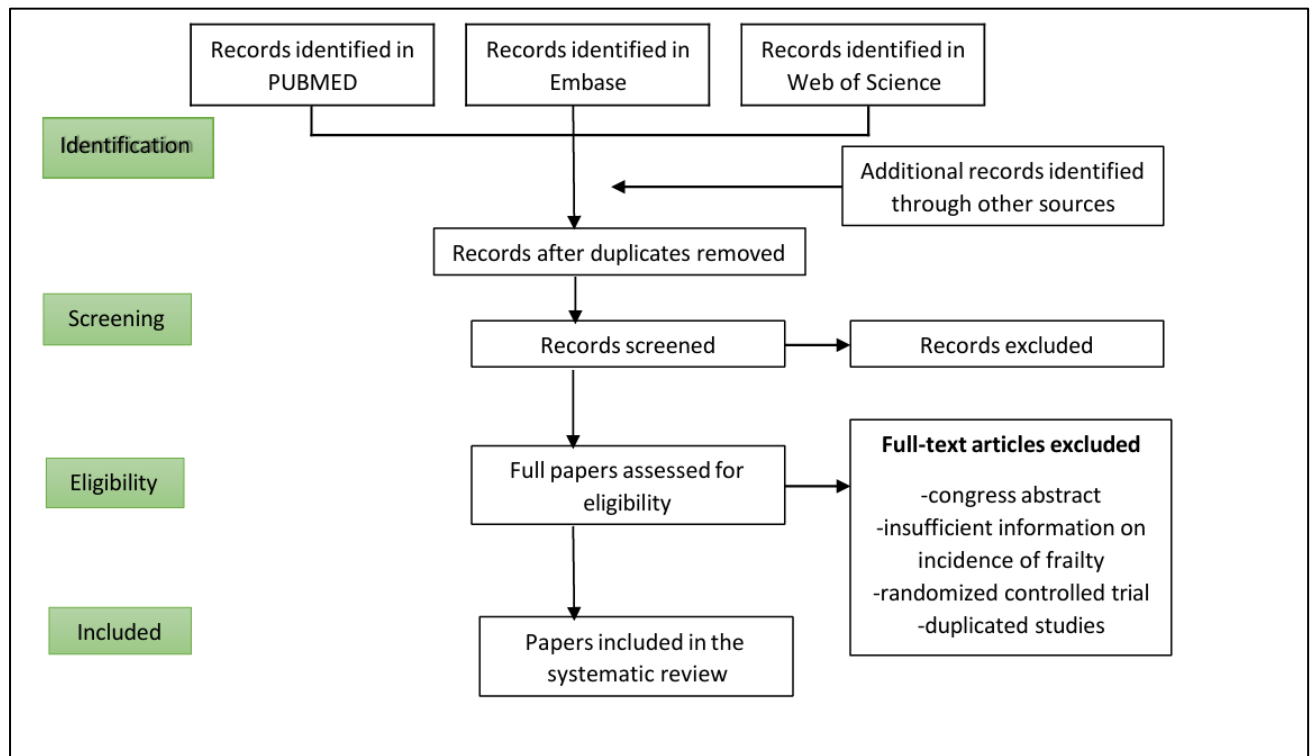 Records identified in
PUBMED
Records identified in
Embase
Records identified in
Web of Science
Identification
Additional records identified
through other sources
Records after duplicates removed
Screening
Records screened
Records excluded
Eligibility
Full papers assessed for
eligibility
Full-text articles excluded
-congress abstract
-insufficient information on
incidence of frailty
-randomized controlled trial
-duplicated studies
Included
Papers included in the
systematic review